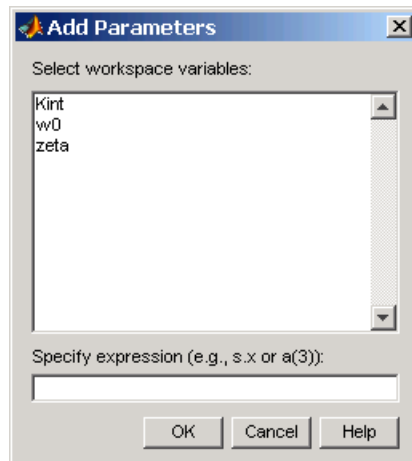 Add Parameters
Select workspace variables:
Kint
w0
zeta
Specify expression (e.g., s.x or a(3)):
OK Cancel Help